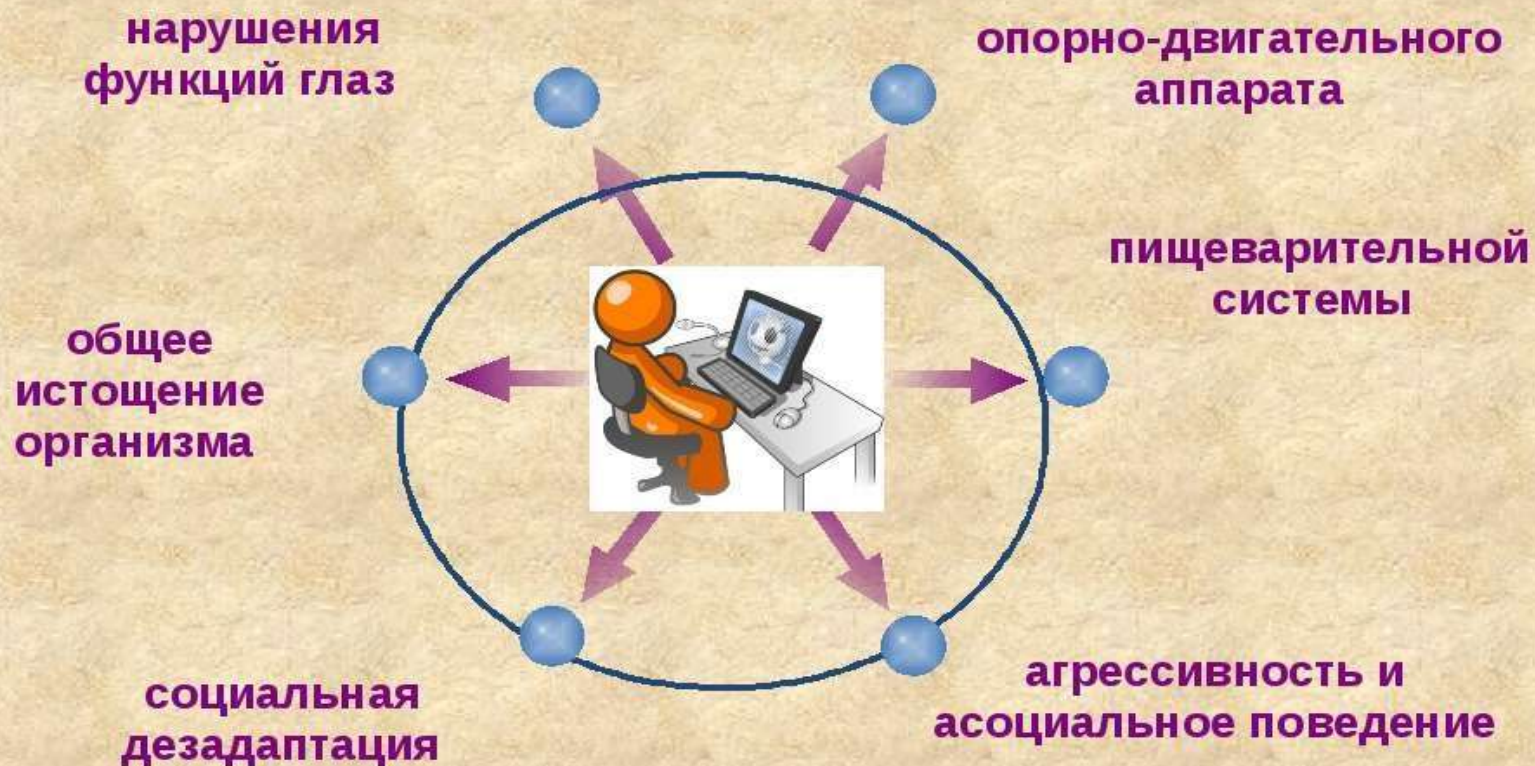 нарушения
функций глаз
опорно-двигательного
аппарата
пищеварительной
системы
общее
истощение
организма
социальная
дезадаптация
агрессивность и
асоциальное поведение